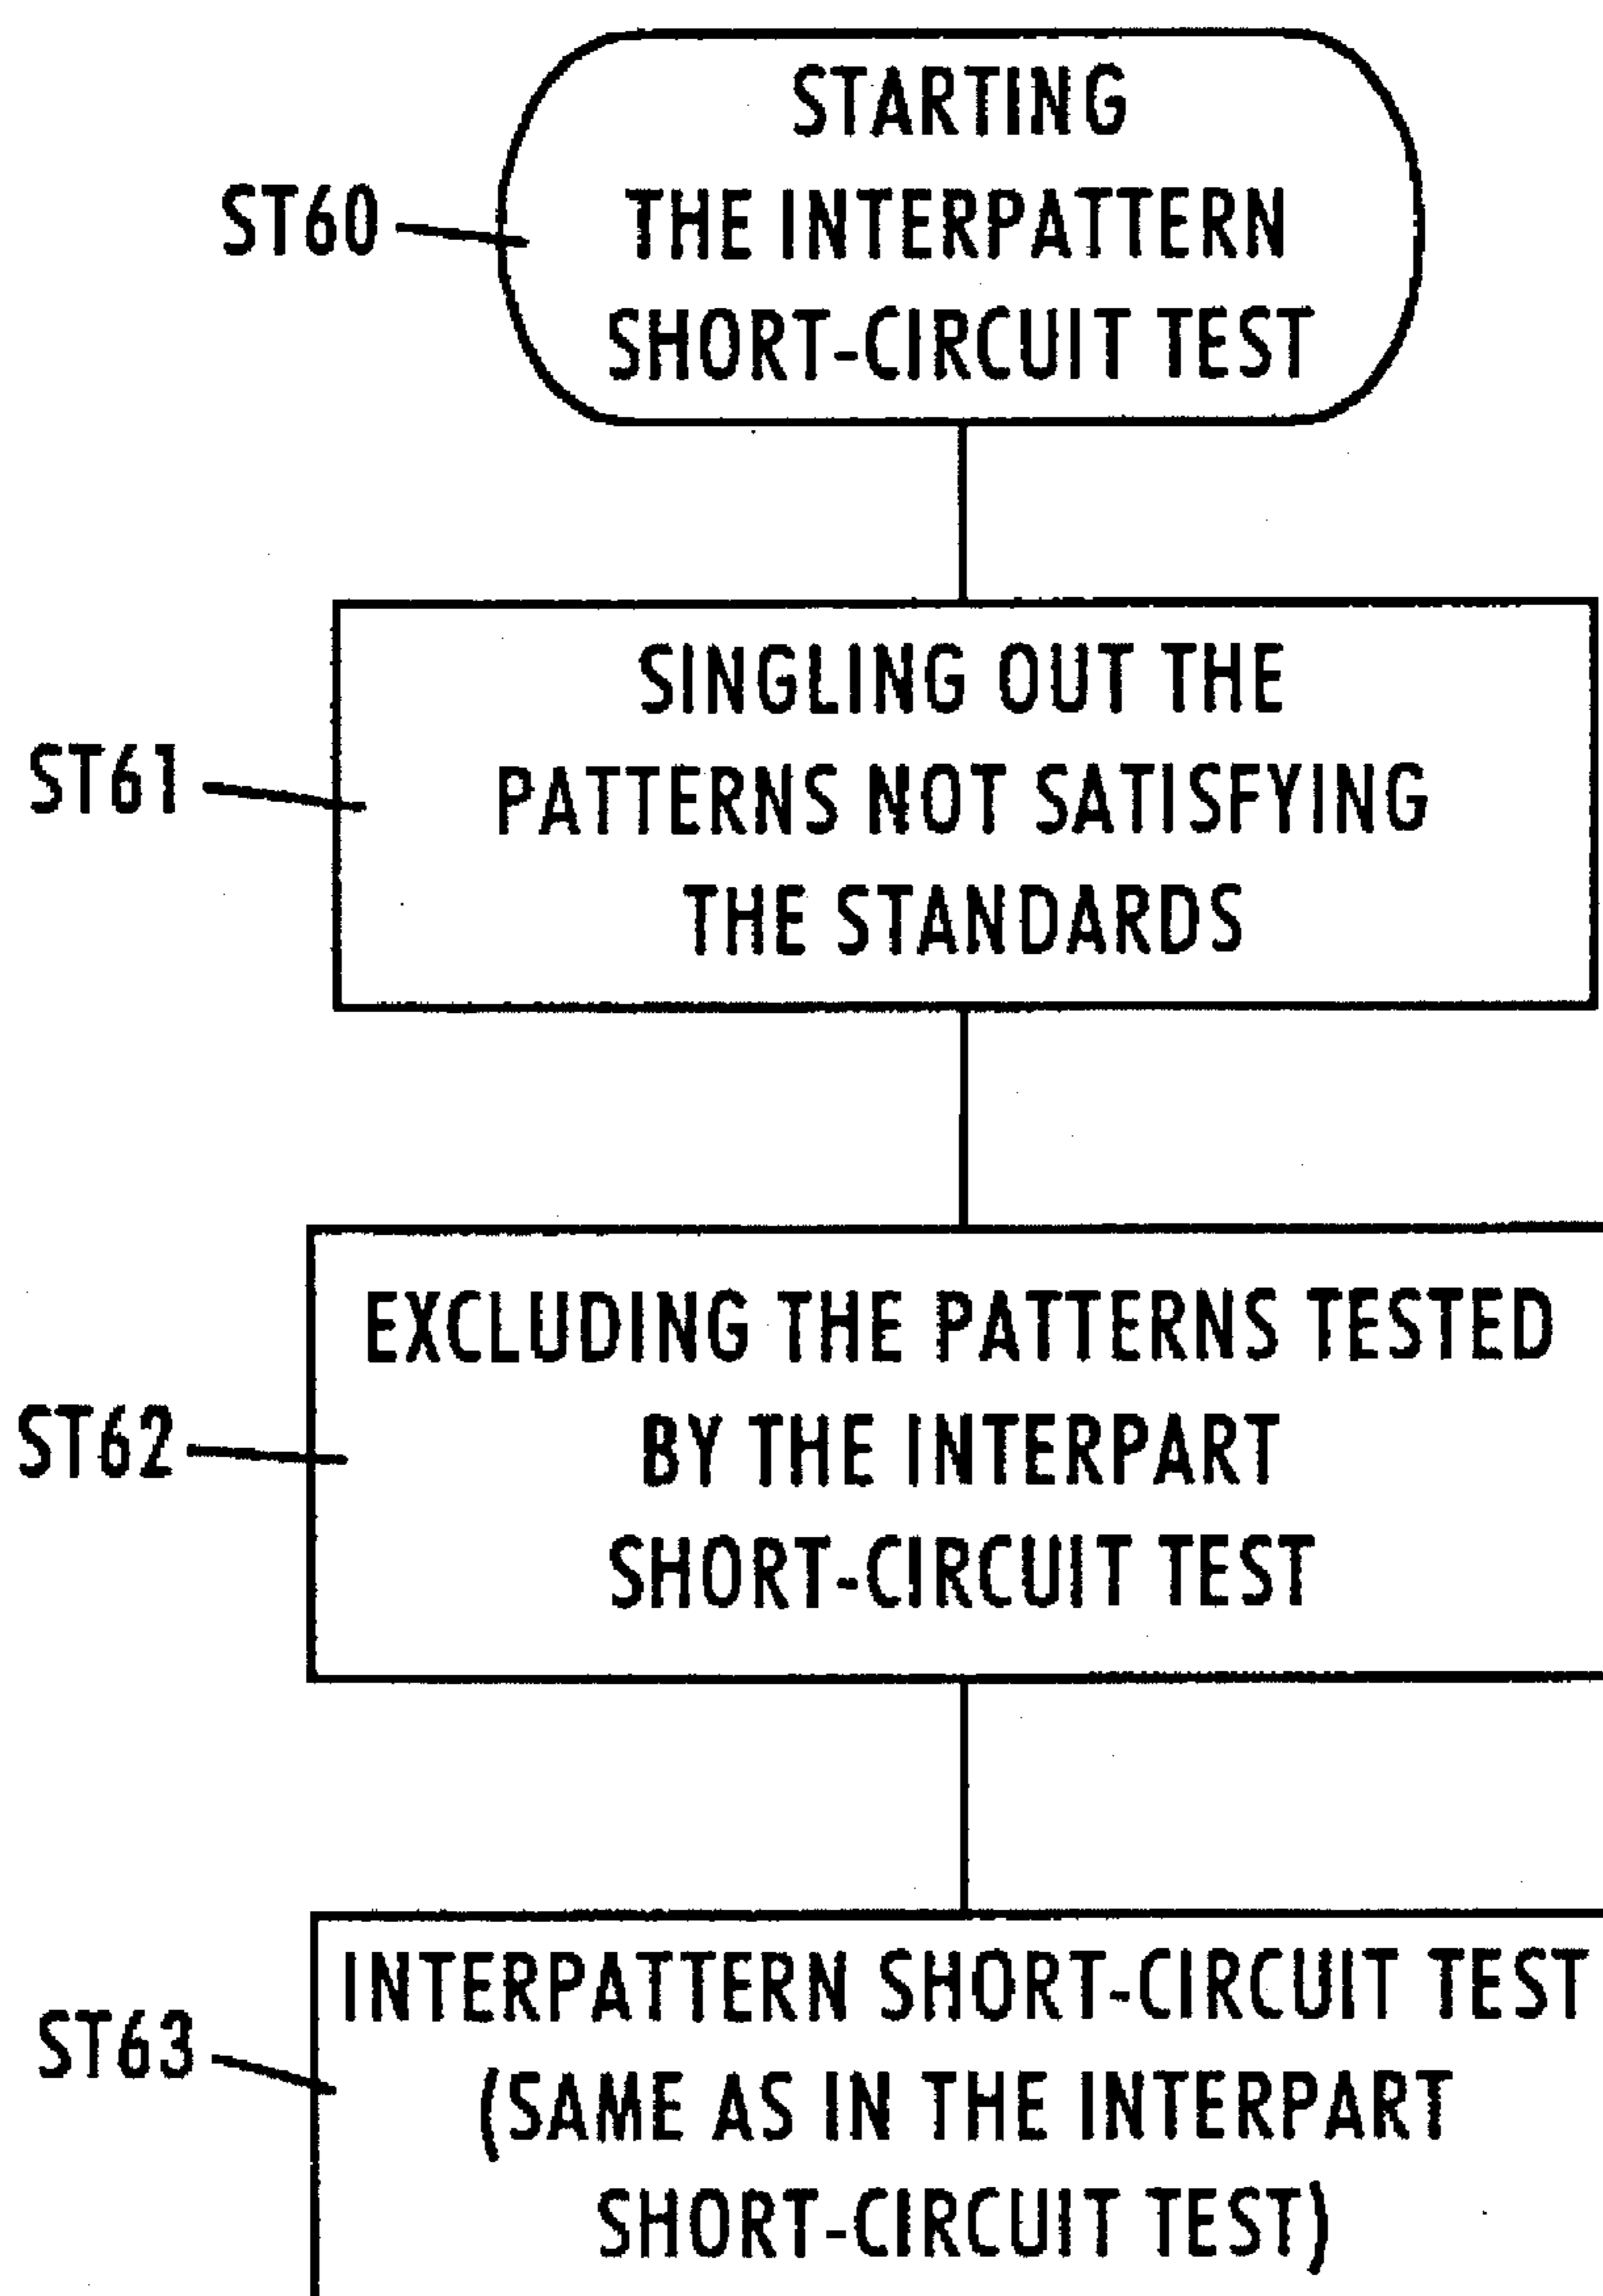 STARTING
ST60
THE INTERPATTERN
SHORT-CIRCUIT TEST
SINGLING OUT THE
ST61
PATTERNS NOT SATISFYING
THE STANDARDS
EXCLUDING THE PATTERNS TESTED
ST62
BY THE INTERPART
SHORT-CIRCUIT TEST
INTERPATTERN SHORT-CIRCUIT TEST
ST63
(SAME AS IN THE INTERPART
SHORT-CIRCUIT TEST)